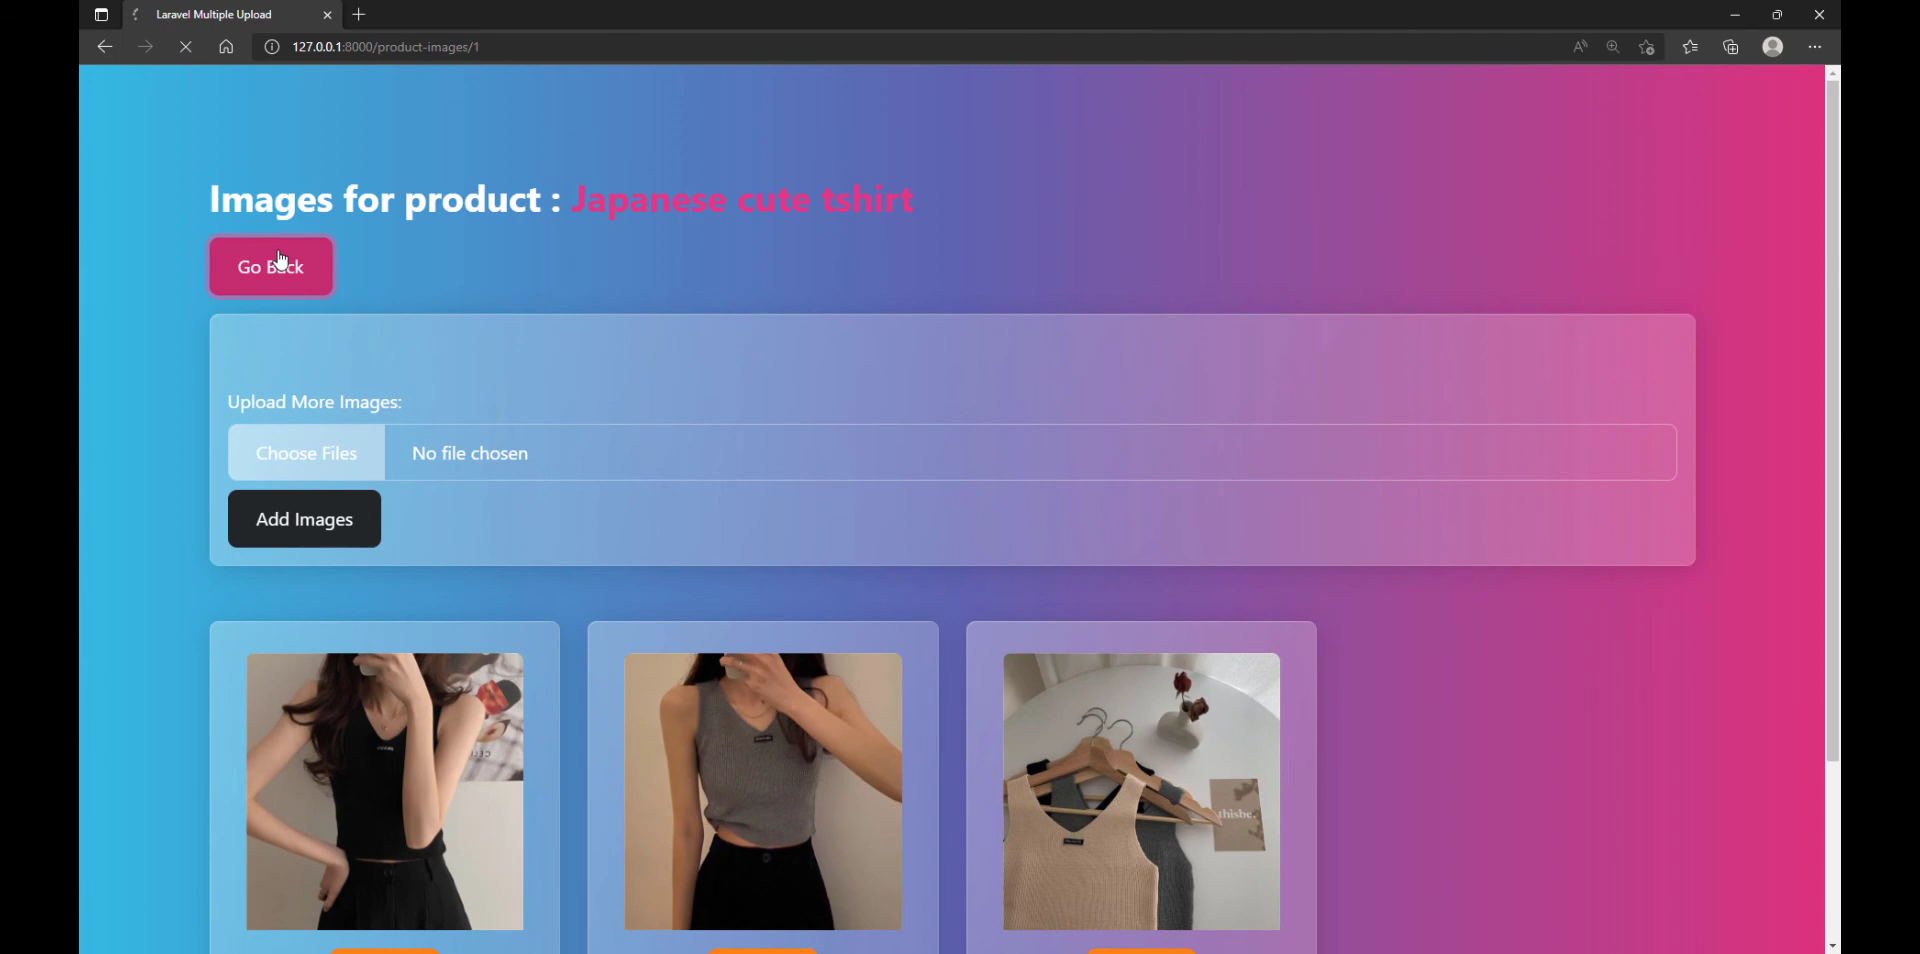 Laravel Multiple Upload
127.0.0.1:8000/product-images/1
Images for product : Japanese cute tshirt
Go Back
Upload More Images:
Choose Files No file chosen
Add Images
thisbe.